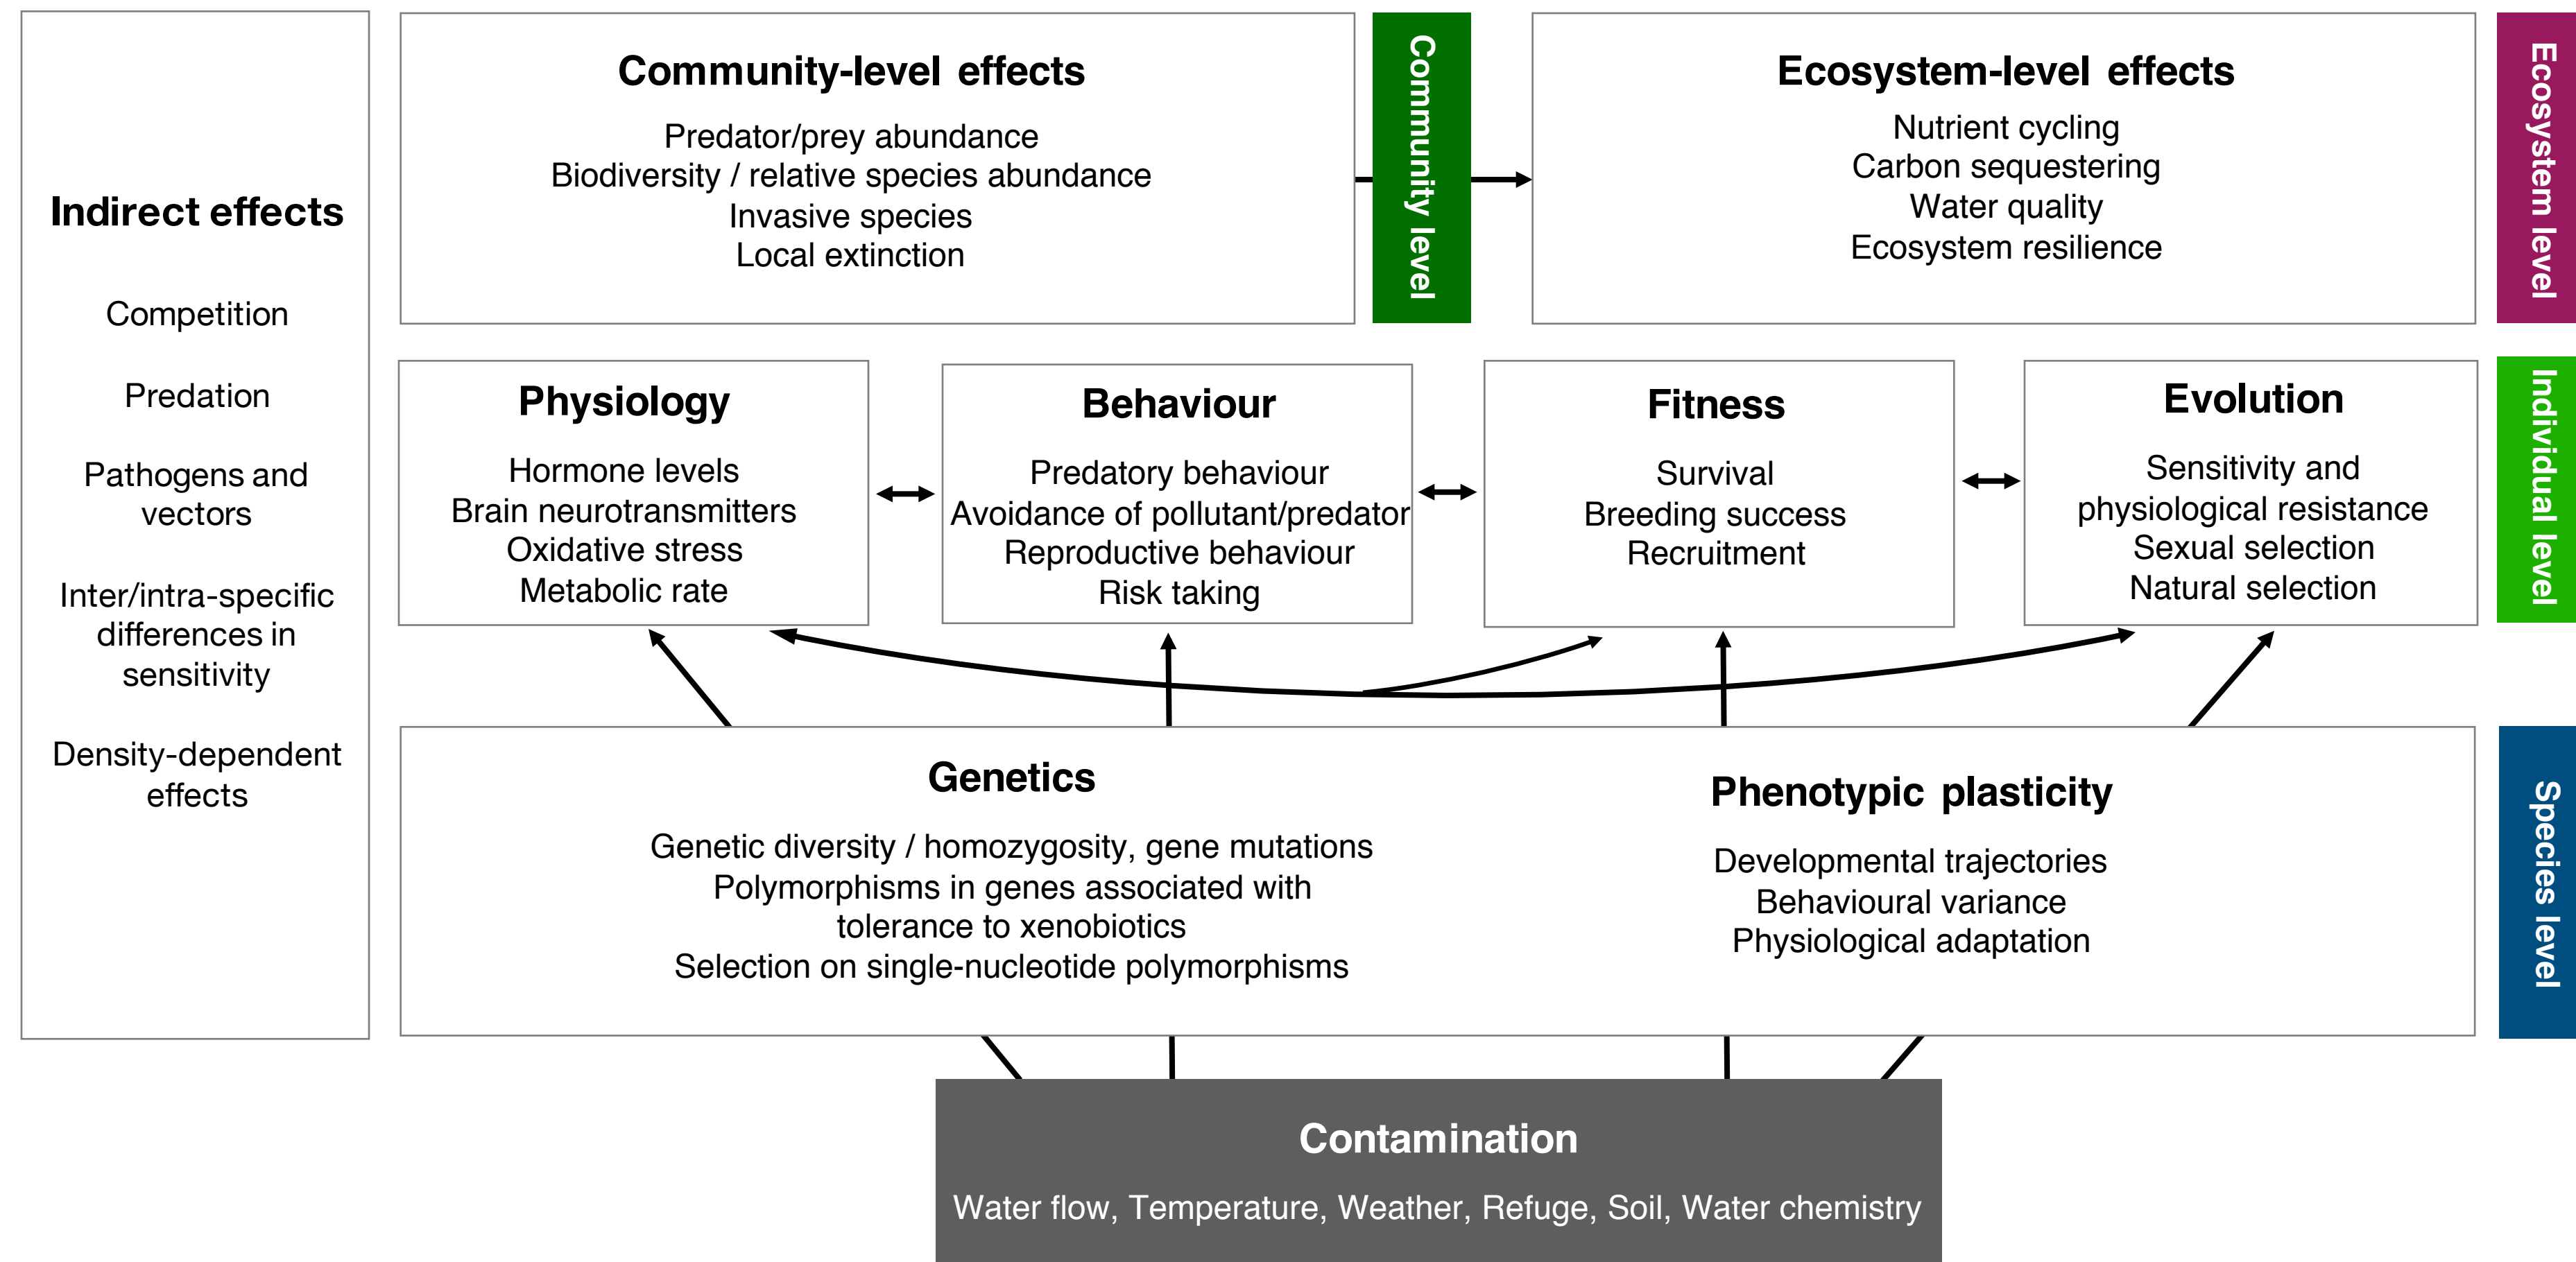 Indirect effects
Competition
Predation
Pathogens and
vectors
Inter/intra-specific
differences in
sensitivity
Density-dependent
effects
Community-level effects
Predator/prey abundance
Biodiversity / relative species abundance
Invasive species
Local extinction
Community level
Ecosystem-level effects
Nutrient cycling
Carbon sequestering
Water quality
Ecosystem resilience
Ecosystem level
Physiology
Hormone levels
Brain neurotransmitters
Oxidative stress
Metabolic rate
Behaviour
Predatory behaviour
Avoidance of pollutant/predator
Reproductive behaviour
Risk taking
Fitness
Survival
Breeding success
Recruitment
Evolution
Sensitivity and
physiological resistance
Sexual selection
Natural selection
Individual level
Genetics
Genetic diversity / homozygosity, gene mutations
Polymorphisms in genes associated with
tolerance to xenobiotics
Selection on single-nucleotide polymorphisms
Phenotypic plasticity
Developmental trajectories
Behavioural variance
Physiological adaptation
Species level
Contamination
Water flow, Temperature, Weather, Refuge, Soil, Water chemistry